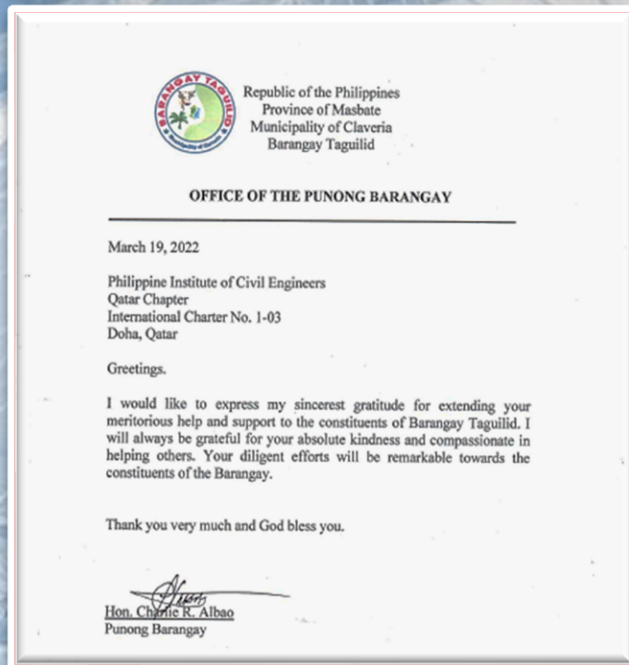 BARANGAY TAGUILID
Republic of the Philippines
Province of Masbate
Municipality of Claveria
Barangay Taguilid
OFFICE OF THE PUNONG BARANGAY
March 19, 2022
Philippine Institute of Civil Engineers
Qatar Chapter
International Charter No. 1-03
Doha, Qatar
Greetings.
I would like to express my sincerest gratitude for extending your
meritorious help and support to the constituents of Barangay Taguilid. I
will always be grateful for your absolute kindness and compassionate in
helping others. Your diligent efforts will be remarkable towards the
constituents of the Barangay.
Thank you very much and God bless you.
Hon. R. Albao
Punong Barangay